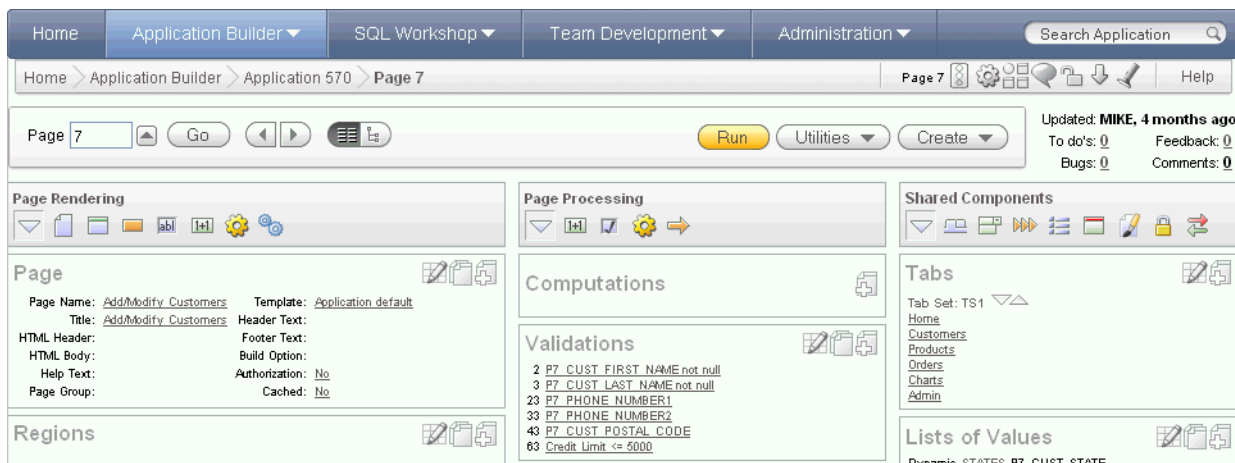 Home Application Builder SQL Workshop Team Development Administration Search Application
Home Application Builder Application 570 Page 7 Page 7 Help
Page 7 Go Run Utilities Create
Updated: MIKE, 4 months ago
To do's: 0 Feedback: 0
Bugs: 0 Comments: 0
Page Rendering
Page
Page Name: Add/Modify Customers Template: Application default
Title: Add/Modify Customers Header Text:
HTML Header: Footer Text:
HTML Body: Build Option:
Help Text: Authorization: No
Page Group: Cached: No
Regions
Page Processing
Computations
Validations
2 P7_CUST_FIRST_NAME not null
3 P7_CUST_LAST_NAME not null
23 P7_PHONE_NUMBER1
33 P7_PHONE_NUMBER2
43 P7_CUST_POSTAL_CODE
63 Credit Limit <= 5000
Shared Components
Tabs
Tab Set: TS1
Home
Customers
Products
Orders
Charts
Admin
Lists of Values
Dynamic STATES P7_CUST_STATE